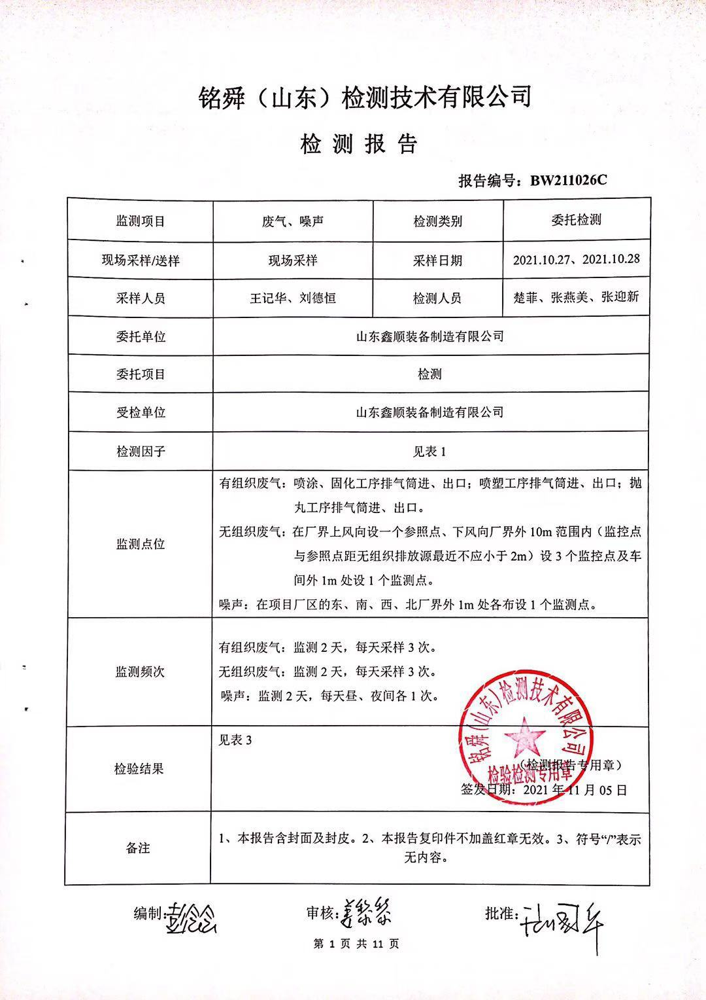 铭舜（山东）检测技术有限公司
检 测 报 告
报告编号：BW211026C
监测项目 废气、噪声 检测类别 委托检测
现场采样/送样 现场采样 采样日期 2021.10.27、2021.10.28
采样人员 王记华、刘德恒 检测人员 楚菲、张燕美、张迎新
委托单位 山东鑫顺装备制造有限公司
委托项目 检测
受检单位 山东鑫顺装备制造有限公司
检测因子 见表 1
监测点位
有组织废气：喷涂、固化工序排气筒进、出口；喷塑工序排气筒进、出口；抛
丸工序排气筒进、出口。
无组织废气：在厂界上风向设一个参照点、下风向厂界外 10m 范围内（监控点
与参照点距无组织排放源最近不应小于 2m）设 3 个监控点及车
间外 1m 处设 1 个监测点。
噪声：在项目厂区的东、南、西、北厂界外 1m 处各布设 1 个监测点。
监测频次
有组织废气：监测 2 天，每天采样 3 次。
无组织废气：监测 2 天，每天采样 3 次。
噪声：监测 2 天，每天昼、夜间各 1 次。
检验结果
见表 3
铭舜（山东）检测技术有限公司
检验检测专用章
（检测报告专用章）
签发日期：2021 年 11 月 05 日
备注
1、本报告含封面及封皮。2、本报告复印件不加盖红章无效。3、符号“/”表示
无内容。
编制: 审核: 批准:
第 1 页 共 11 页